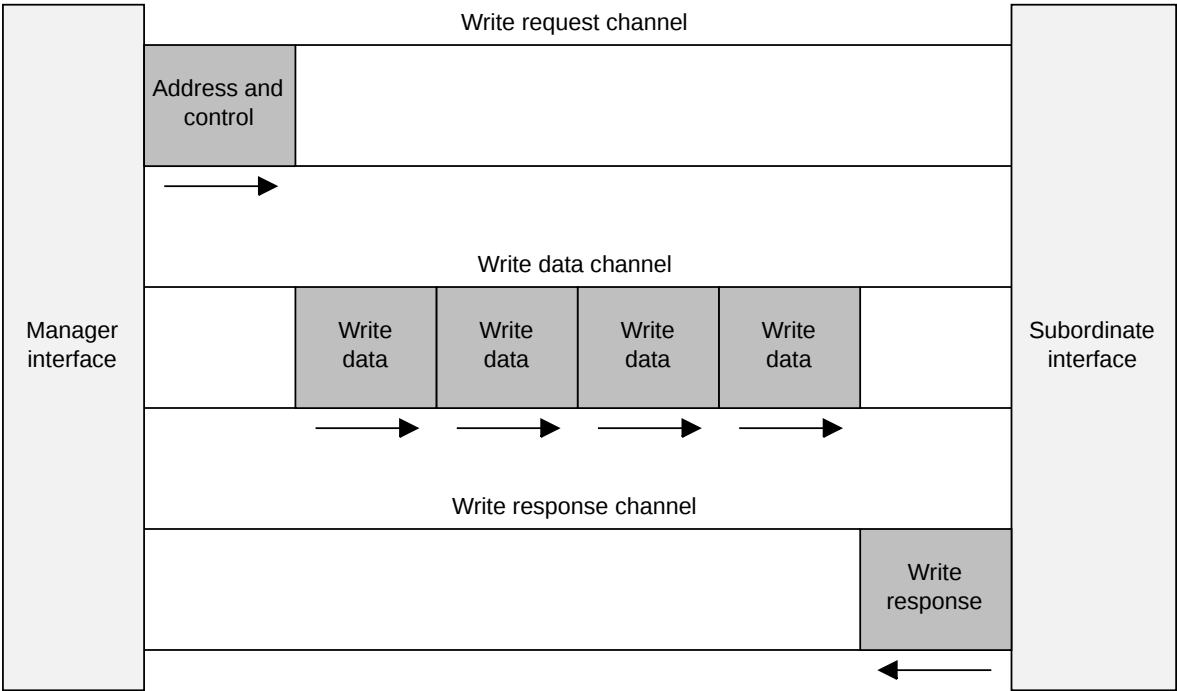 Write request channel
Address and
control
Write data channel
Manager
interface
Write
data
Write
data
Write
data
Write
data
Subordinate
interface
Write response channel
Write
response